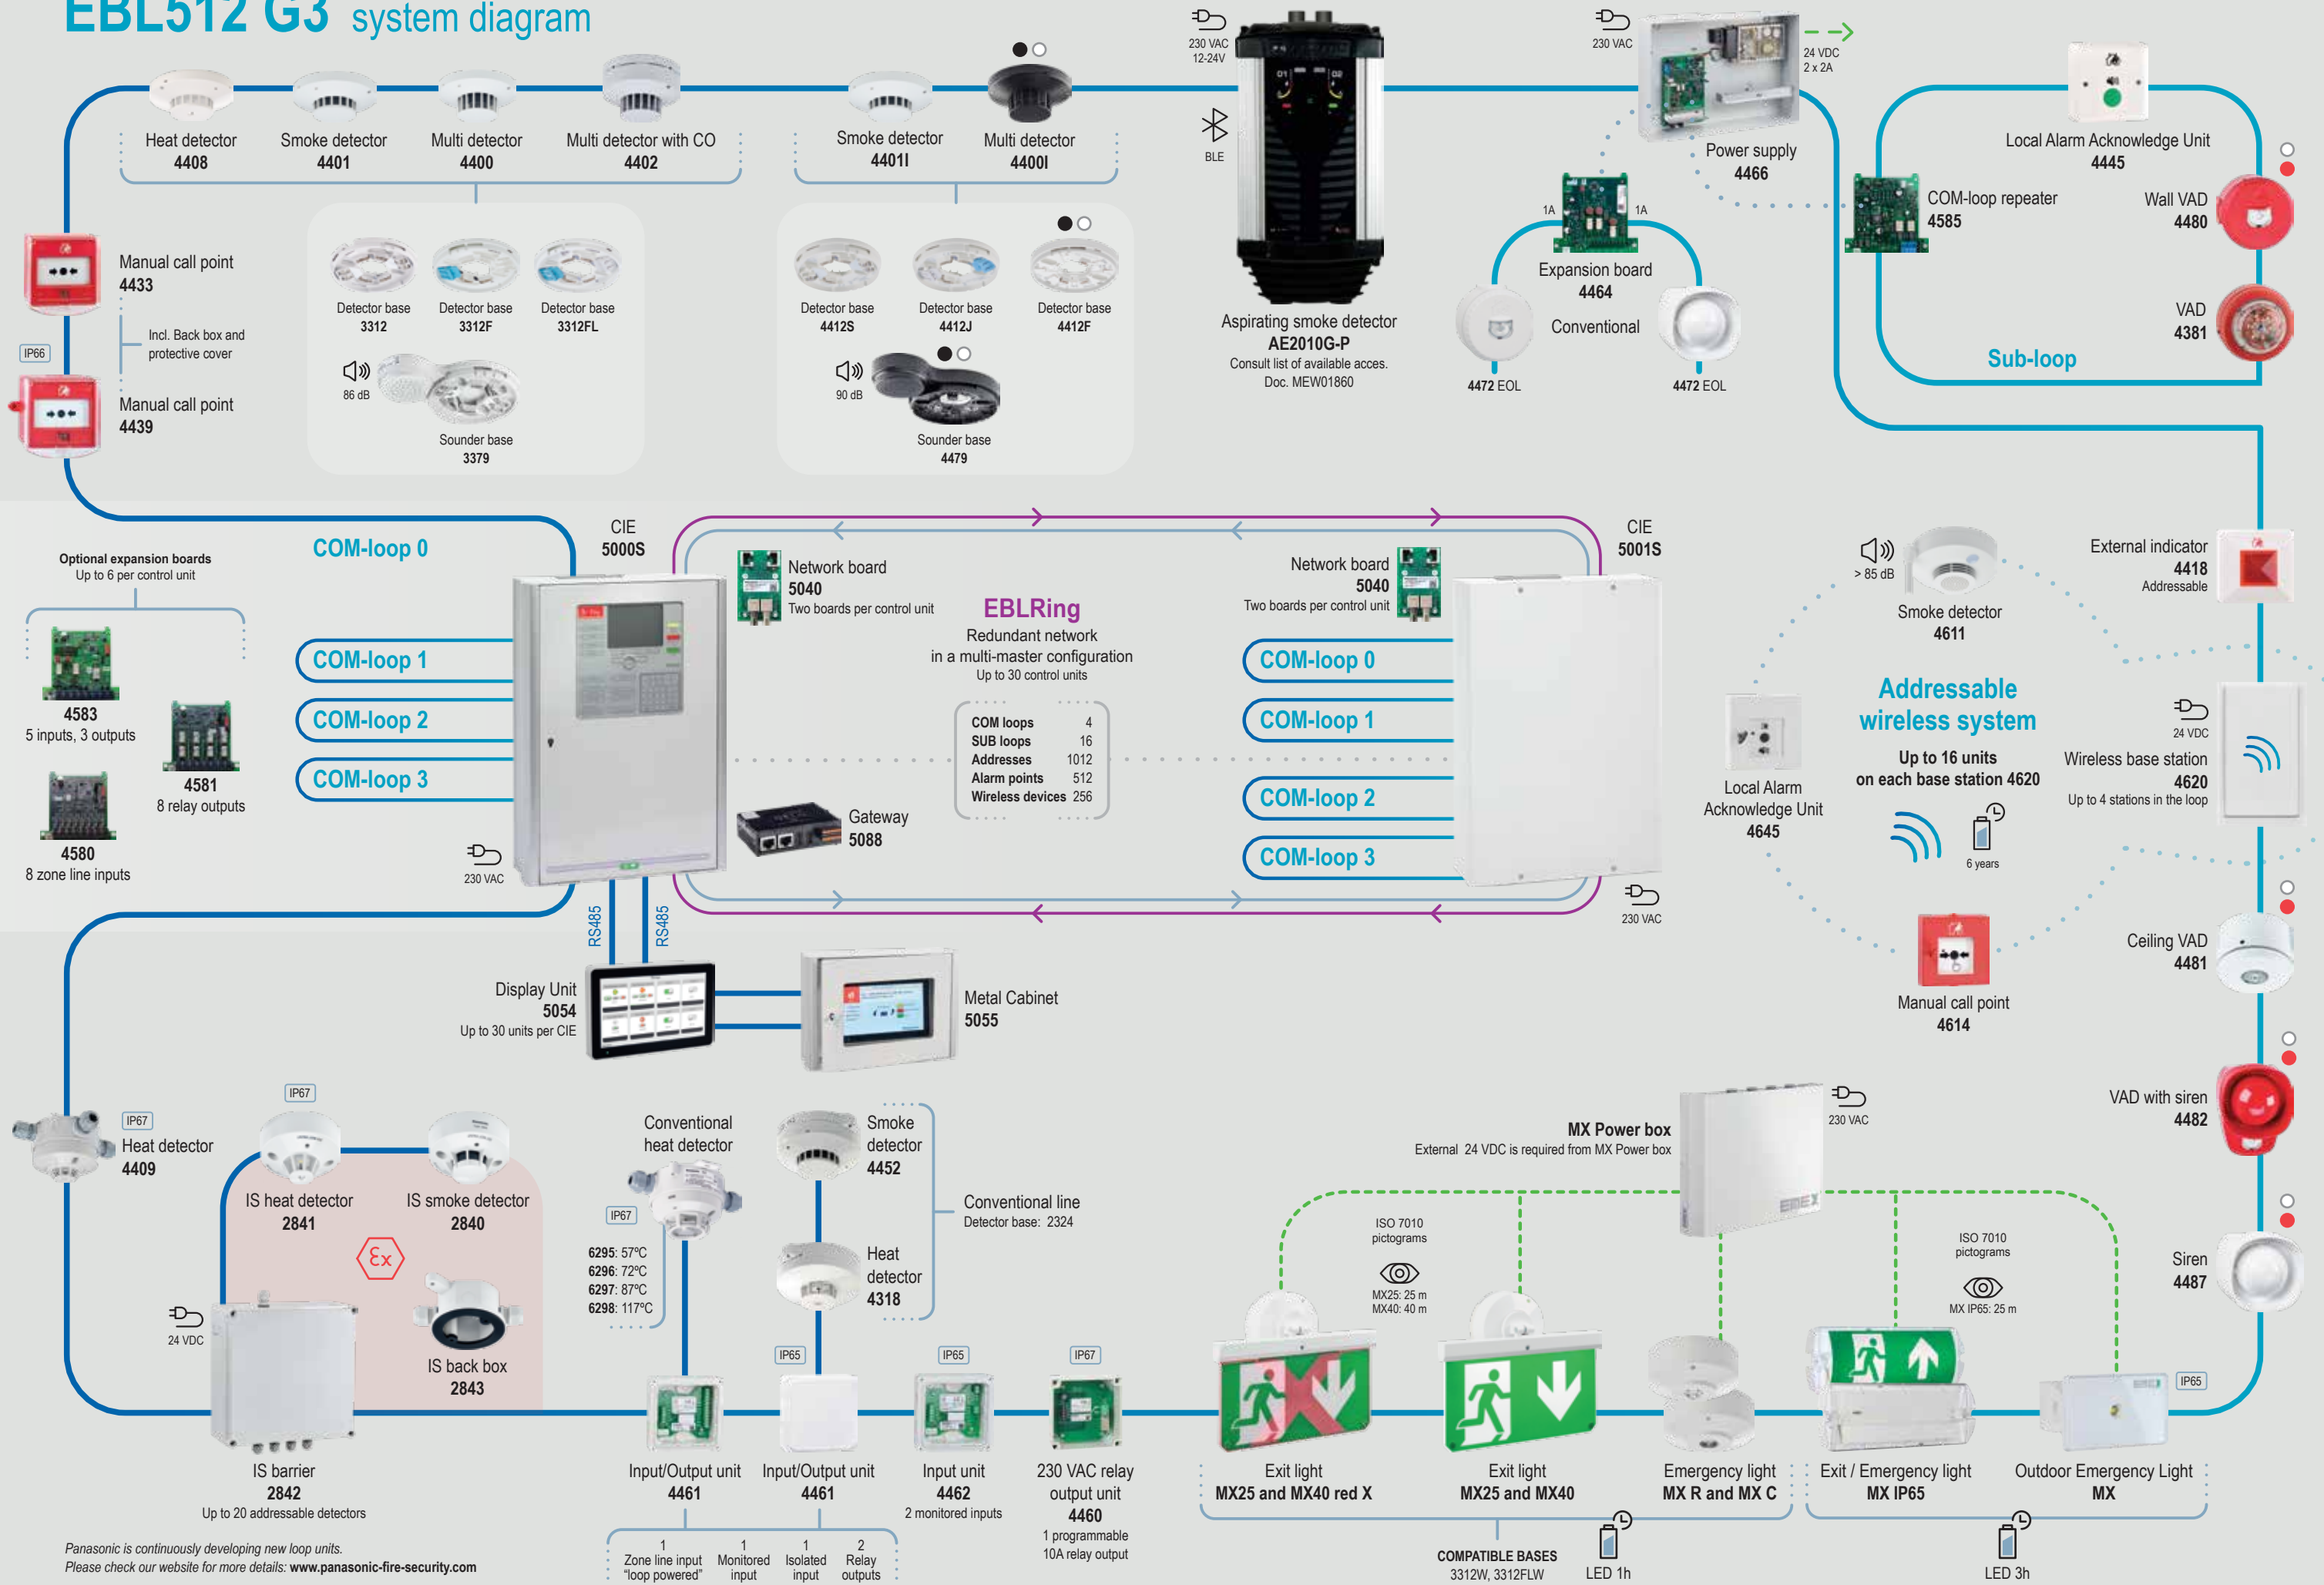 EBL512 G3 system diagram
Heat detector
4408
Smoke detector
4401
Multi detector
4400
Multi detector with CO
4402
Smoke detector
4401I
Multi detector
4400I
230 VAC
12-24V
BLE
230 VAC
24 VDC
2 x 2A
Power supply
4466
Local Alarm Acknowledge Unit
4445
COM-loop repeater
4585
Wall VAD
4480
VAD
4381
Sub-loop
Manual call point
4433
Incl. Back box and
protective cover
IP66
Manual call point
4439
Detector base
3312
Detector base
3312F
Detector base
3312FL
86 dB
Sounder base
3379
Detector base
4412S
Detector base
4412J
Detector base
4412F
90 dB
Sounder base
4479
Aspirating smoke detector
AE2010G-P
Consult list of available acces.
Doc. MEW01860
1A
1A
Expansion board
4464
Conventional
4472 EOL
4472 EOL
COM-loop 0
Optional expansion boards
Up to 6 per control unit
4583
5 inputs, 3 outputs
4581
8 relay outputs
4580
8 zone line inputs
COM-loop 1
COM-loop 2
COM-loop 3
CIE
5000S
230 VAC
Network board
5040
Two boards per control unit
EBLRing
Redundant network
in a multi-master configuration
Up to 30 control units
COM loops 4
SUB loops 16
Addresses 1012
Alarm points 512
Wireless devices 256
Gateway
5088
Network board
5040
Two boards per control unit
CIE
5001S
COM-loop 0
COM-loop 1
COM-loop 2
COM-loop 3
230 VAC
> 85 dB
Smoke detector
4611
External indicator
4418
Addressable
Addressable
wireless system
Up to 16 units
on each base station 4620
6 years
Local Alarm
Acknowledge Unit
4645
24 VDC
Wireless base station
4620
Up to 4 stations in the loop
Manual call point
4614
Ceiling VAD
4481
VAD with siren
4482
Siren
4487
RS485
RS485
Display Unit
5054
Up to 30 units per CIE
Metal Cabinet
5055
IP67
Heat detector
4409
IP67
IS heat detector
2841
IS smoke detector
2840
Ex
IS back box
2843
24 VDC
IS barrier
2842
Up to 20 addressable detectors
Conventional
heat detector
IP67
6295: 57ºC
6296: 72ºC
6297: 87ºC
6298: 117ºC
Smoke
detector
4452
Heat
detector
4318
Conventional line
Detector base: 2324
IP65
IP65
IP67
Input/Output unit
4461
Input/Output unit
4461
Input unit
4462
2 monitored inputs
230 VAC relay
output unit
4460
1 programmable
10A relay output
1
Zone line input
"loop powered"
1
Monitored
input
1
Isolated
input
2
Relay
outputs
MX Power box
External 24 VDC is required from MX Power box
230 VAC
ISO 7010
pictograms
MX25: 25 m
MX40: 40 m
ISO 7010
pictograms
MX IP65: 25 m
IP65
Exit light
MX25 and MX40 red X
Exit light
MX25 and MX40
Emergency light
MX R and MX C
Exit / Emergency light
MX IP65
Outdoor Emergency Light
MX
COMPATIBLE BASES
3312W, 3312FLW
LED 1h
LED 3h
Panasonic is continuously developing new loop units.
Please check our website for more details: www.panasonic-fire-security.com